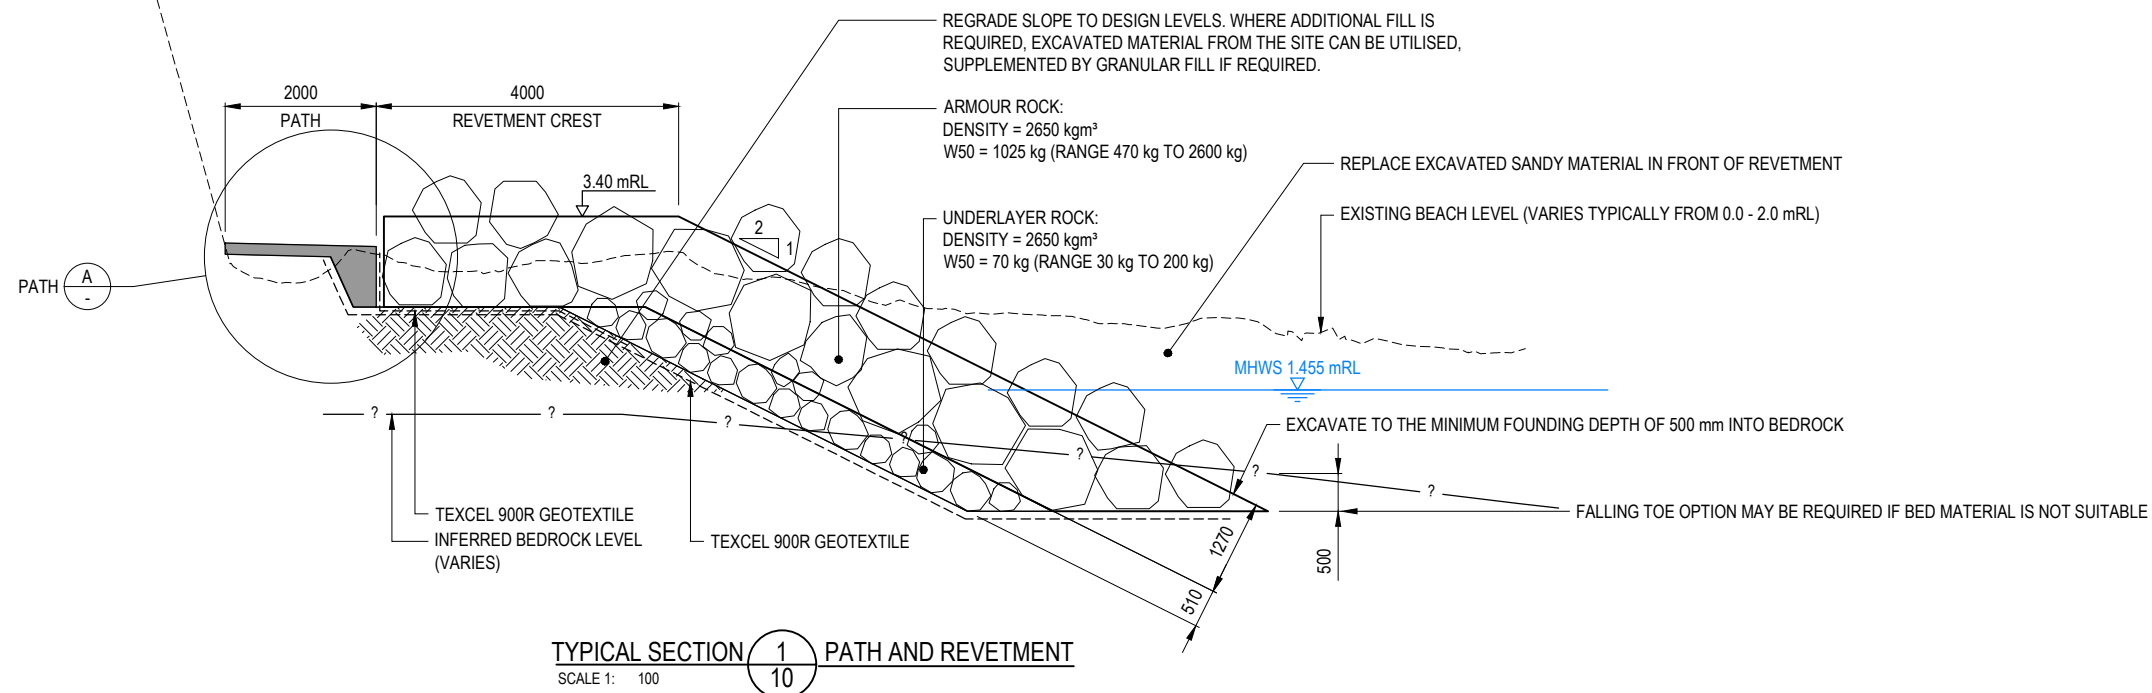 REGRADE SLOPE TO DESIGN LEVELS. WHERE ADDITIONAL FILL IS
REQUIRED, EXCAVATED MATERIAL FROM THE SITE CAN BE UTILISED,
SUPPLEMENTED BY GRANULAR FILL IF REQUIRED.
2000
PATH
4000
REVETMENT CREST
ARMOUR ROCK:
DENSITY = 2650 kgm³
W50 = 1025 kg (RANGE 470 kg TO 2600 kg)
REPLACE EXCAVATED SANDY MATERIAL IN FRONT OF REVETMENT
3.40 mRL
UNDERLAYER ROCK:
DENSITY = 2650 kgm³
W50 = 70 kg (RANGE 30 kg TO 200 kg)
EXISTING BEACH LEVEL (VARIES TYPICALLY FROM 0.0 - 2.0 mRL)
2
1
PATH
A
-
MHWS 1.455 mRL
?
?
?
?
?
?
?
EXCAVATE TO THE MINIMUM FOUNDING DEPTH OF 500 mm INTO BEDROCK
FALLING TOE OPTION MAY BE REQUIRED IF BED MATERIAL IS NOT SUITABLE
TEXCEL 900R GEOTEXTILE
INFERRED BEDROCK LEVEL
(VARIES)
TEXCEL 900R GEOTEXTILE
1270
510
500
TYPICAL SECTION
1
10
PATH AND REVETMENT
SCALE 1: 100